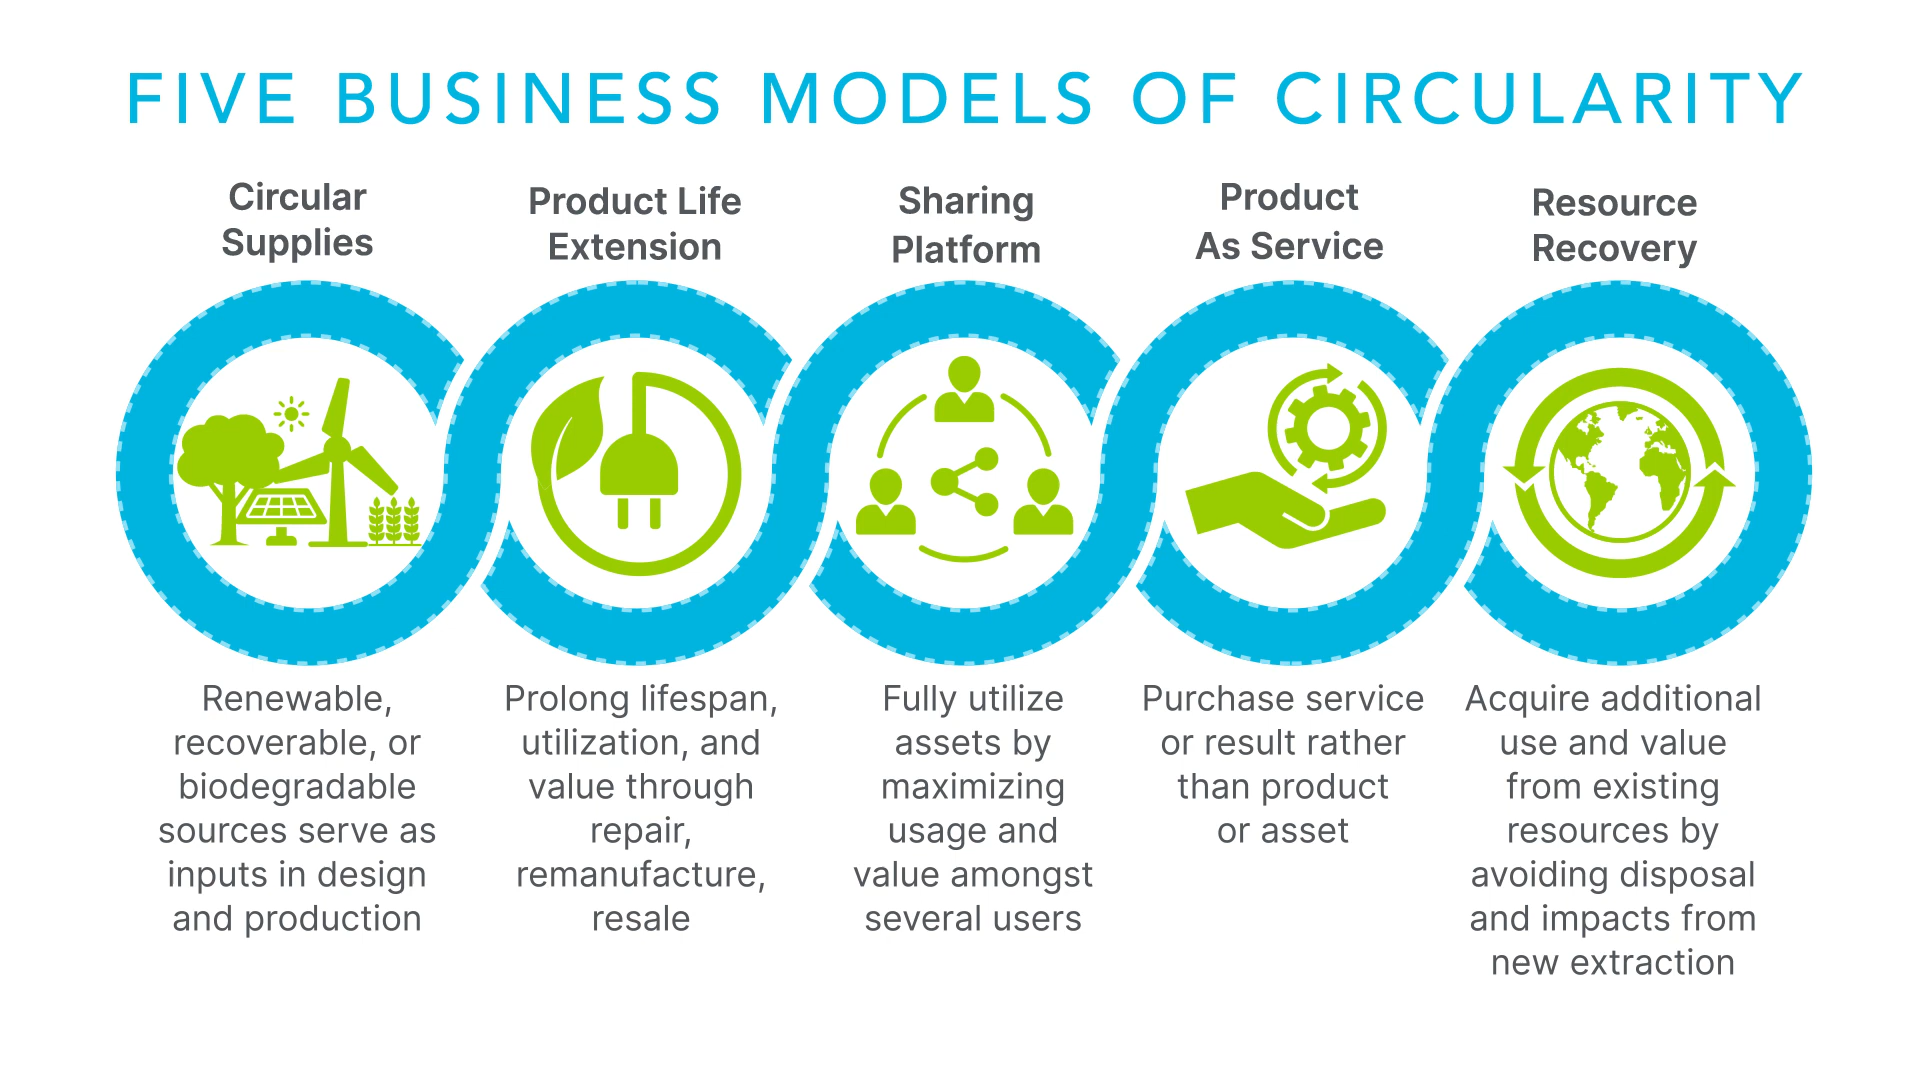 FIVE BUSINESS MODELS OF CIRCULARITY
Circular
Supplies
Product Life
Extension
Sharing
Platform
Product
As Service
Resource
Recovery
Renewable,
recoverable, or
biodegradable
sources serve as
inputs in design
and production
Prolong lifespan,
utilization, and
value through
repair,
remanufacture,
resale
Fully utilize
assets by
maximizing
usage and
value amongst
several users
Purchase service
or result rather
than product
or asset
Acquire additional
use and value
from existing
resources by
avoiding disposal
and impacts from
new extraction